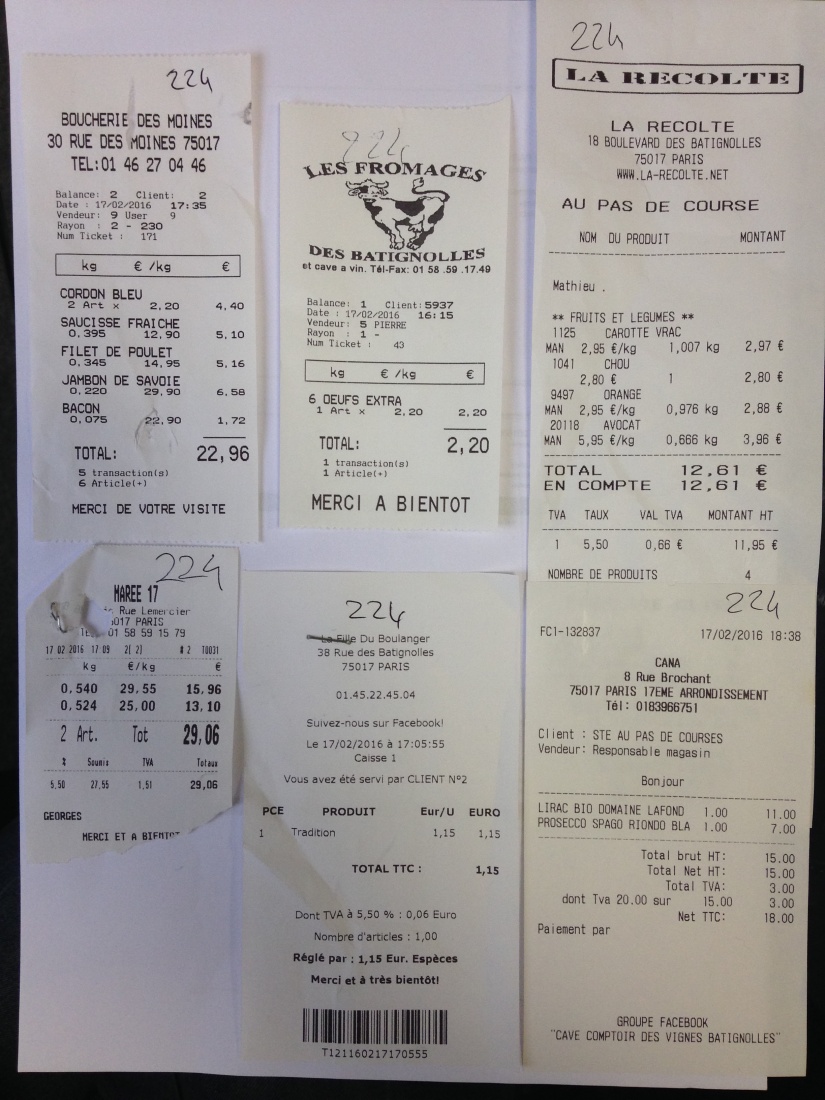 224
BOUCHERIE DES MOINES
30 RUE DES MOINES 75017
TEL:01 46 27 04 46
Balance: 2 Client: 2
Date : 17/02/2016 17:35
Vendeur: 9 User 9
Rayon : 2 - 230
Num Ticket : 171
kg € /kg €
CORDON BLEU
2 Art x 2,20 4,40
SAUCISSE FRAICHE
0,395 12,90 5,10
FILET DE POULET
0,345 14,95 5,16
JAMBON DE SAVOIE
0,220 29,90 6,58
BACON
0,075 22,90 1,72
TOTAL: 22,96
5 transaction(s)
6 Article(+)
MERCI DE VOTRE VISITE
224
LES FROMAGES
DES BATIGNOLLES
et cave a vin. Tél-Fax: 01 58 .59 .17.49
Balance: 1 Client:5937
Date : 17/02/2016 16:15
Vendeur: 5 PIERRE
Rayon : 1 -
Num Ticket : 43
kg € /kg €
6 OEUFS EXTRA
1 Art x 2,20 2,20
TOTAL: 2,20
1 transaction(s)
1 Article(+)
MERCI A BIENTOT
224
LA RECOLTE
LA RECOLTE
18 BOULEVARD DES BATIGNOLLES
75017 PARIS
WWW.LA-RECOLTE.NET
AU PAS DE COURSE
NOM DU PRODUIT MONTANT
Mathieu .
** FRUITS ET LEGUMES **
1125 CAROTTE VRAC
MAN 2,95 €/kg 1,007 kg 2,97 €
1041 CHOU
2,80 € 1 2,80 €
9497 ORANGE
MAN 2,95 €/kg 0,976 kg 2,88 €
20118 AVOCAT
MAN 5,95 €/kg 0,666 kg 3,96 €
TOTAL 12,61 €
EN COMPTE 12,61 €
TVA TAUX VAL TVA MONTANT HT
1 5,50 0,66 € 11,95 €
NOMBRE DE PRODUITS 4
224
MAREE 17
Rue Lemercier
5017 PARIS
01 58 59 15 79
17 02 2016 17 09 2( 2) # 2 T0031
kg €/kg €
0,540 29,55 15,96
0,524 25,00 13,10
2 Art. Tot 29,06
% Soumis TVA Totaux
5,50 27,55 1,51 29,06
GEORGES
MERCI ET A BIENTOT
224
La Fille Du Boulanger
38 Rue des Batignolles
75017 PARIS
01.45.22.45.04
Suivez-nous sur Facebook!
Le 17/02/2016 à 17:05:55
Caisse 1
Vous avez été servi par CLIENT N°2
PCE PRODUIT Eur/U EURO
1 Tradition 1,15 1,15
TOTAL TTC : 1,15
Dont TVA à 5,50 % : 0,06 Euro
Nombre d'articles : 1,00
Réglé par : 1,15 Eur. Espèces
Merci et à très bientôt!
T121160217170555
224
FC1-132837 17/02/2016 18:38
CANA
8 Rue Brochant
75017 PARIS 17EME ARRONDISSEMENT
Tél: 0183966751
Client : STE AU PAS DE COURSES
Vendeur: Responsable magasin
Bonjour
LIRAC BIO DOMAINE LAFOND 1.00 11.00
PROSECCO SPAGO RIONDO BLA 1.00 7.00
Total brut HT: 15.00
Total Net HT: 15.00
Total TVA: 3.00
dont Tva 20.00 sur 15.00 3.00
Net TTC: 18.00
Paiement par
GROUPE FACEBOOK
"CAVE COMPTOIR DES VIGNES BATIGNOLLES"